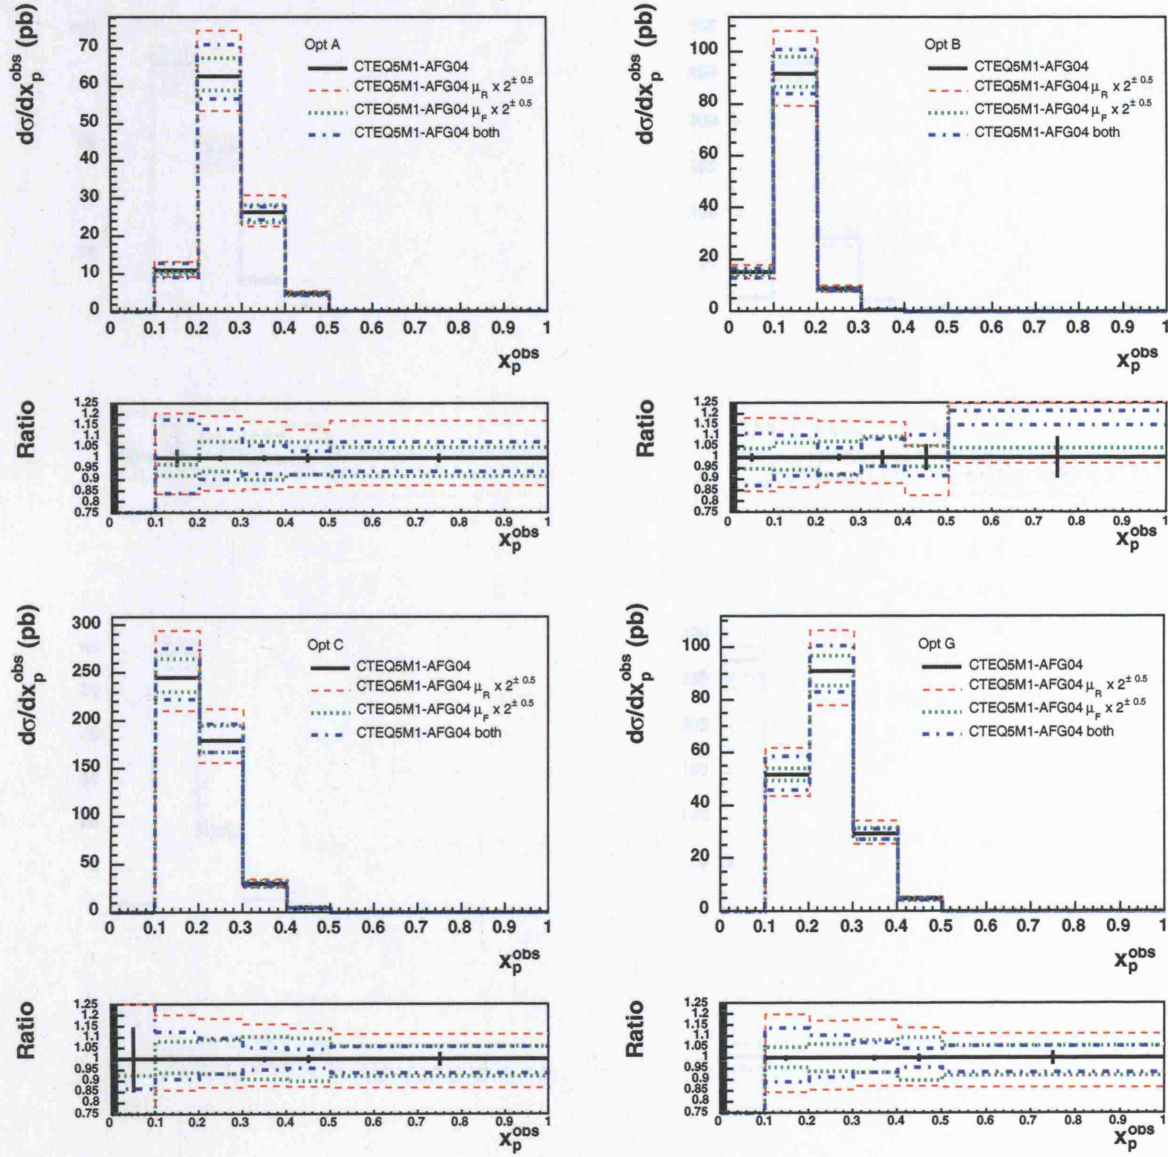 dσ/dx_p^obs (pb)
Opt A
CTEQ5M1-AFG04
CTEQ5M1-AFG04 μ_R x 2^± 0.5
CTEQ5M1-AFG04 μ_F x 2^± 0.5
CTEQ5M1-AFG04 both
70
60
50
40
30
20
10
0
0 0.1 0.2 0.3 0.4 0.5 0.6 0.7 0.8 0.9 1
x_p^obs
Ratio
1.25
1.2
1.15
1.1
1.05
1
0.95
0.9
0.85
0.8
0.75
0 0.1 0.2 0.3 0.4 0.5 0.6 0.7 0.8 0.9 1
x_p^obs
dσ/dx_p^obs (pb)
Opt B
CTEQ5M1-AFG04
CTEQ5M1-AFG04 μ_R x 2^± 0.5
CTEQ5M1-AFG04 μ_F x 2^± 0.5
CTEQ5M1-AFG04 both
100
80
60
40
20
0
0 0.1 0.2 0.3 0.4 0.5 0.6 0.7 0.8 0.9 1
x_p^obs
Ratio
1.25
1.2
1.15
1.1
1.05
1
0.95
0.9
0.85
0.8
0.75
0 0.1 0.2 0.3 0.4 0.5 0.6 0.7 0.8 0.9 1
x_p^obs
dσ/dx_p^obs (pb)
Opt C
CTEQ5M1-AFG04
CTEQ5M1-AFG04 μ_R x 2^± 0.5
CTEQ5M1-AFG04 μ_F x 2^± 0.5
CTEQ5M1-AFG04 both
300
250
200
150
100
50
0
0 0.1 0.2 0.3 0.4 0.5 0.6 0.7 0.8 0.9 1
x_p^obs
Ratio
1.25
1.2
1.15
1.1
1.05
1
0.95
0.9
0.85
0.8
0.75
0 0.1 0.2 0.3 0.4 0.5 0.6 0.7 0.8 0.9 1
x_p^obs
dσ/dx_p^obs (pb)
Opt G
CTEQ5M1-AFG04
CTEQ5M1-AFG04 μ_R x 2^± 0.5
CTEQ5M1-AFG04 μ_F x 2^± 0.5
CTEQ5M1-AFG04 both
100
80
60
40
20
0
0 0.1 0.2 0.3 0.4 0.5 0.6 0.7 0.8 0.9 1
x_p^obs
Ratio
1.25
1.2
1.15
1.1
1.05
1
0.95
0.9
0.85
0.8
0.75
0 0.1 0.2 0.3 0.4 0.5 0.6 0.7 0.8 0.9 1
x_p^obs